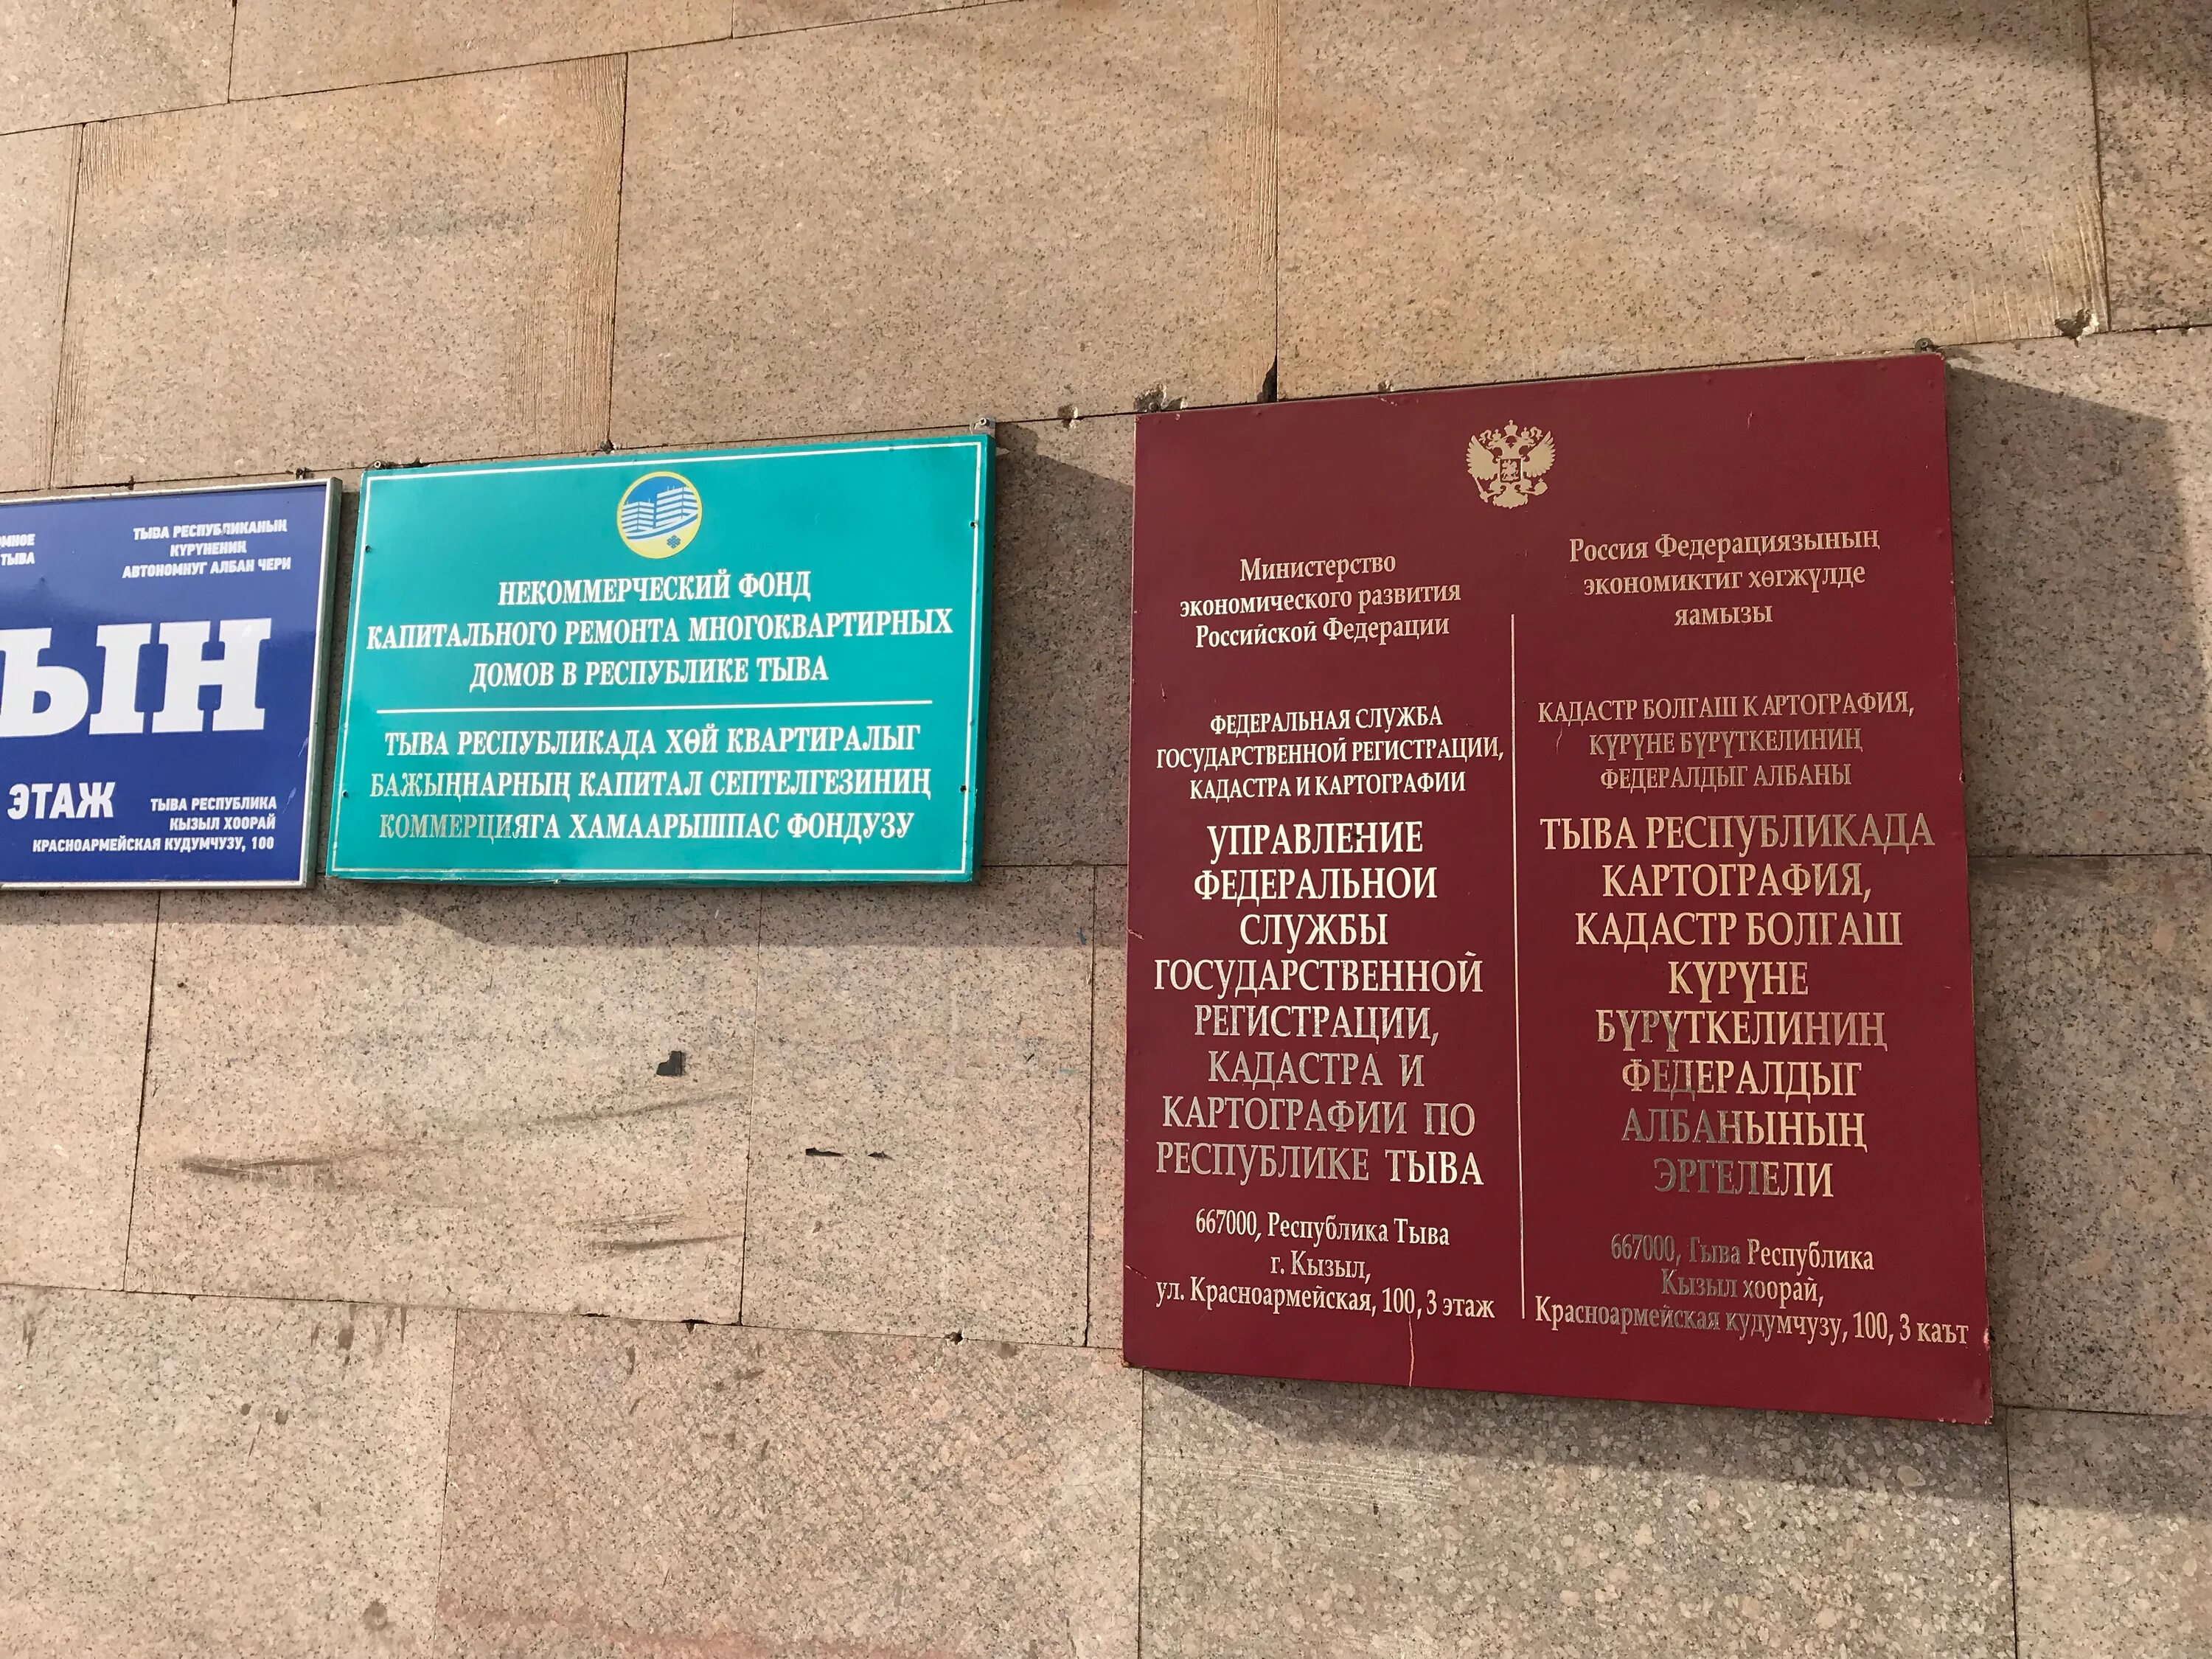 ТЫВА
ТЫВА РЕСПУБЛИКАНЫҢ
КҮРҮНЕНИҢ
АВТОНОМНУГ АЛБАН ЧЕРИ
ЫН
ЭТАЖ
ТЫВА РЕСПУБЛИКА
КЫЗЫЛ ХООРАЙ
КРАСНОАРМЕЙСКАЯ КУДУМЧУЗУ, 100
НЕКОММЕРЧЕСКИЙ ФОНД
КАПИТАЛЬНОГО РЕМОНТА МНОГОКВАРТИРНЫХ
ДОМОВ В РЕСПУБЛИКЕ ТЫВА
ТЫВА РЕСПУБЛИКАДА ХӨЙ КВАРТИРАЛЫГ
БАЖЫҢНАРНЫҢ КАПИТАЛ СЕПТЕЛГЕЗИНИҢ
КОММЕРЦИЯГА ХАМААРЫШПАС ФОНДУЗУ
Министерство
экономического развития
Российской Федерации
ФЕДЕРАЛЬНАЯ СЛУЖБА
ГОСУДАРСТВЕННОЙ РЕГИСТРАЦИИ,
КАДАСТРА И КАРТОГРАФИИ
УПРАВЛЕНИЕ
ФЕДЕРАЛЬНОИ
СЛУЖБЫ
ГОСУДАРСТВЕННОЙ
РЕГИСТРАЦИИ,
КАДАСТРА И
КАРТОГРАФИИ ПО
РЕСПУБЛИКЕ ТЫВА
667000, Республика Тыва
г. Кызыл,
ул. Красноармейская, 100, 3 этаж
Россия Федерациязының
экономиктиг хөгжүлде
яамызы
КАДАСТР БОЛГАШ КАРТОГРАФИЯ,
КҮРҮНЕ БҮРҮТКЕЛИНИҢ
ФЕДЕРАЛДЫГ АЛБАНЫ
ТЫВА РЕСПУБЛИКАДА
КАРТОГРАФИЯ,
КАДАСТР БОЛГАШ
КҮРҮНЕ
БҮРҮТКЕЛИНИҢ
ФЕДЕРАЛДЫГ
АЛБАНЫНЫҢ
ЭРГЕЛЕЛИ
667000, Тыва Республика
Кызыл хоорай,
Красноармейская кудумчузу, 100, 3 каът